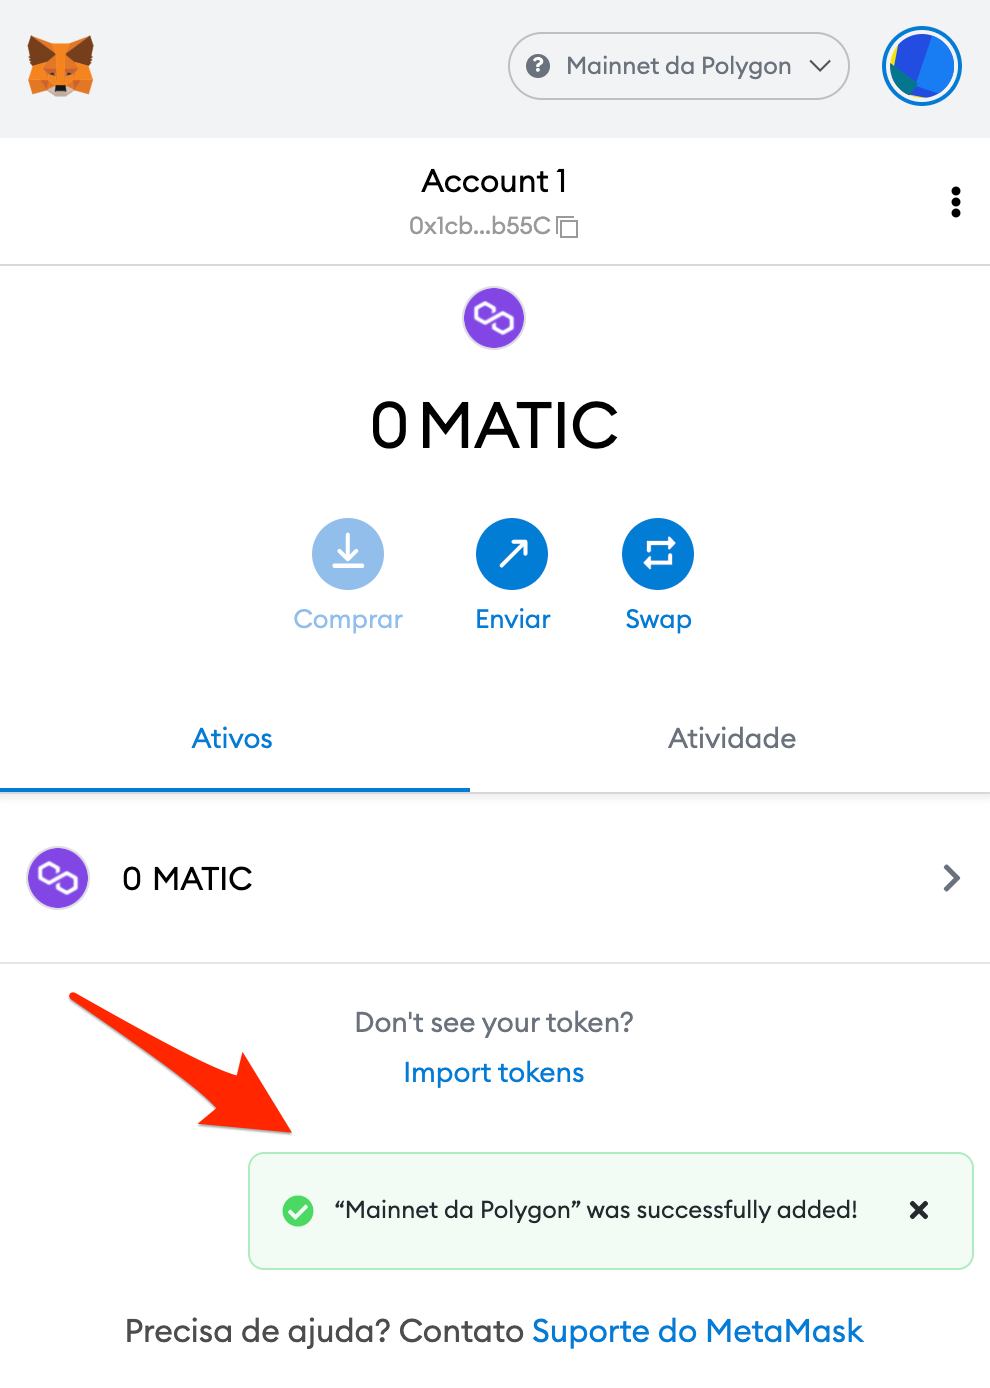 Mainnet da Polygon
Account 1
0x1cb...b55C
0 MATIC
Comprar
Enviar
Swap
Ativos
Atividade
0 MATIC
Don't see your token?
Import tokens
“Mainnet da Polygon” was successfully added!
Precisa de ajuda? Contato Suporte do MetaMask